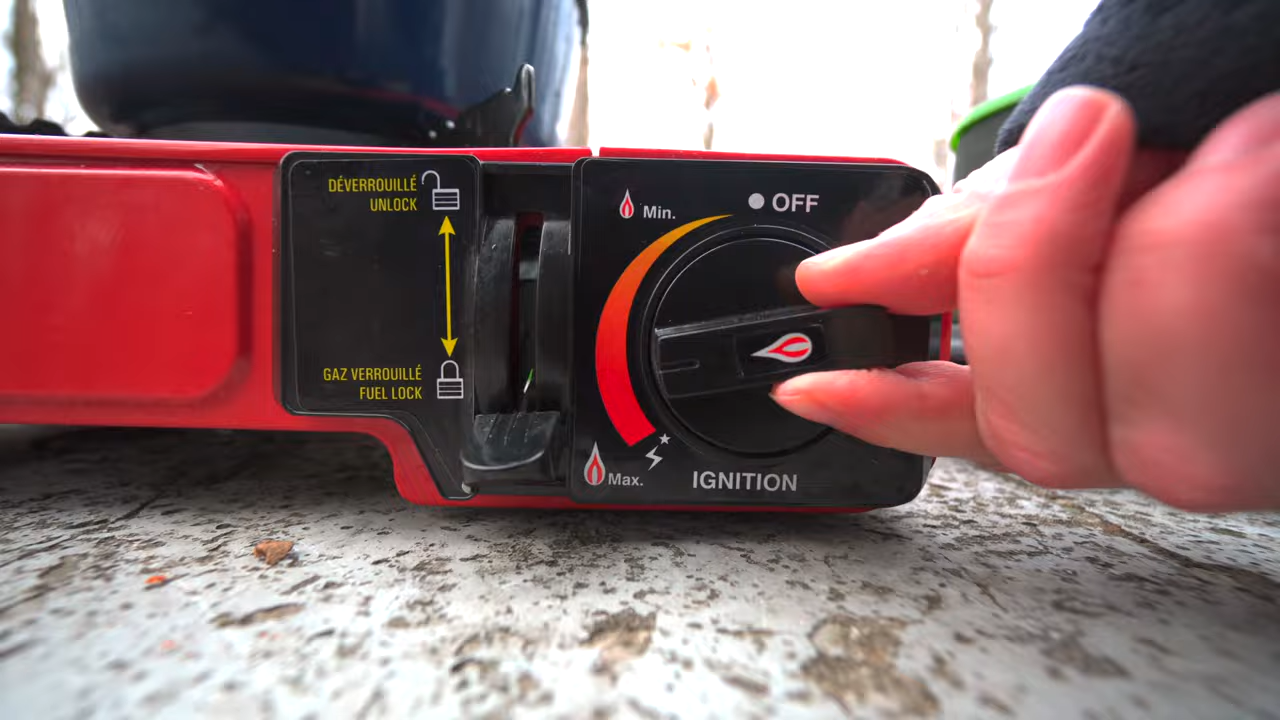 DÉVERROUILLÉ
UNLOCK
GAZ VERROUILLÉ
FUEL LOCK
Min.
OFF
Max.
IGNITION